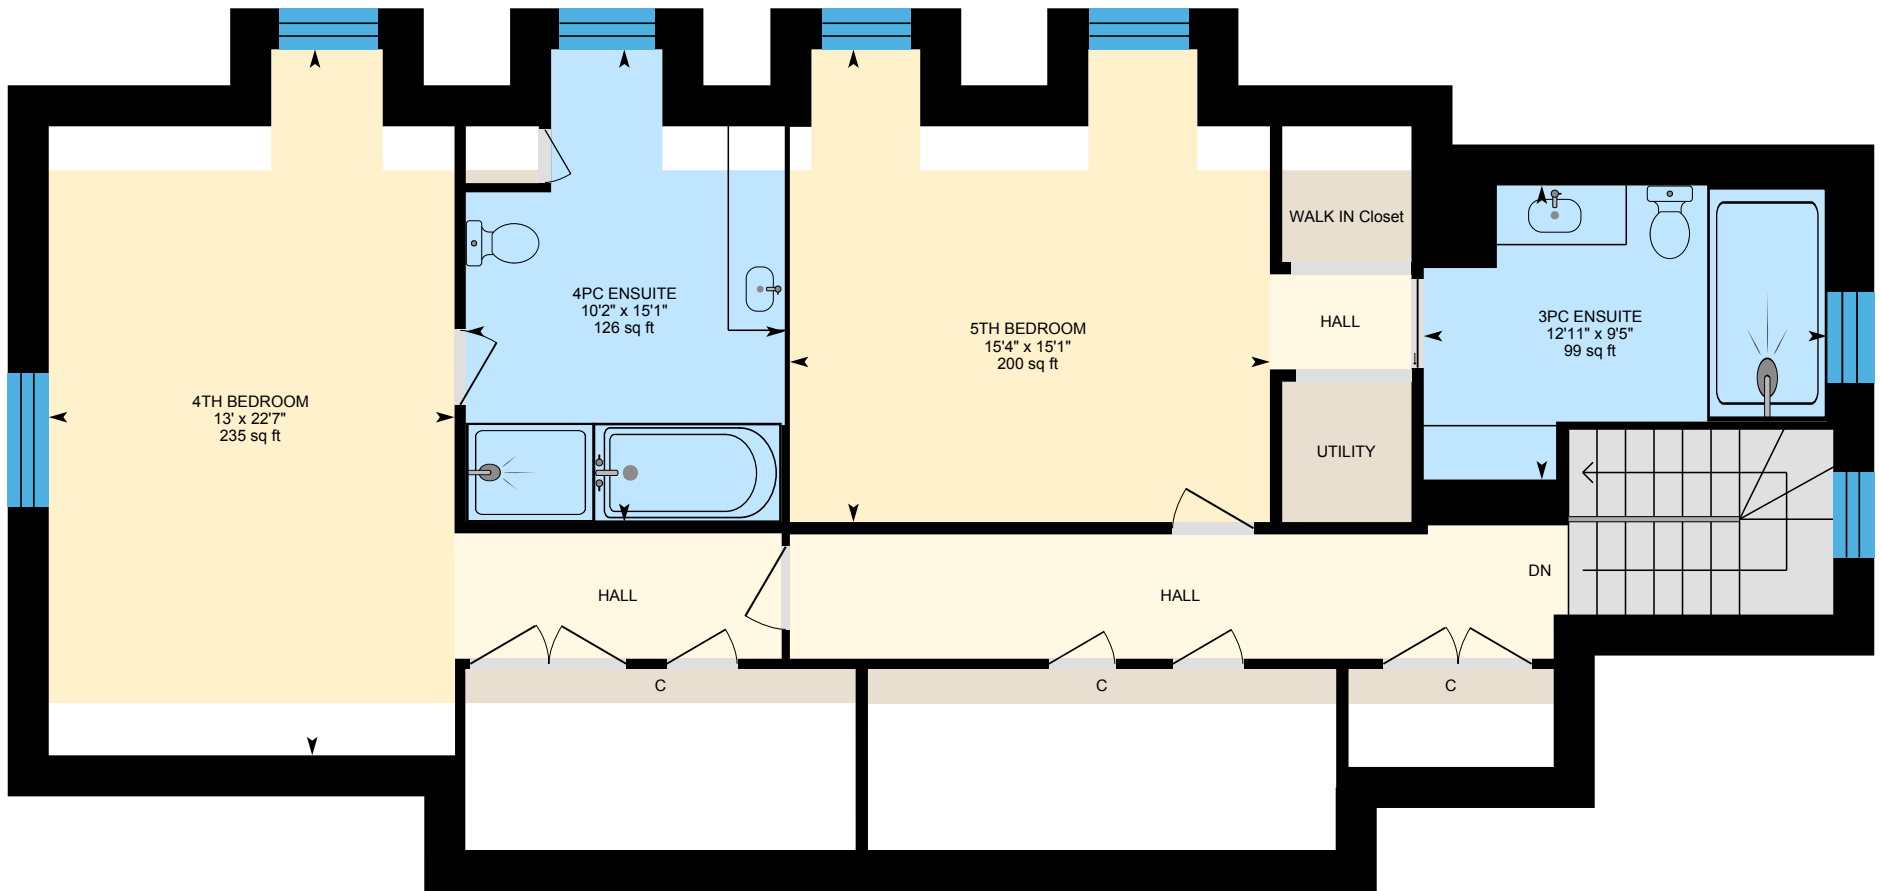 WALK IN Closet
4PC ENSUITE
10'2" x 15'1"
126 sq ft
5TH BEDROOM
15'4" x 15'1"
200 sq ft
HALL
3PC ENSUITE
12'11" x 9'5"
99 sq ft
4TH BEDROOM
13' x 22'7"
235 sq ft
UTILITY
DN
HALL
HALL
C
C
C